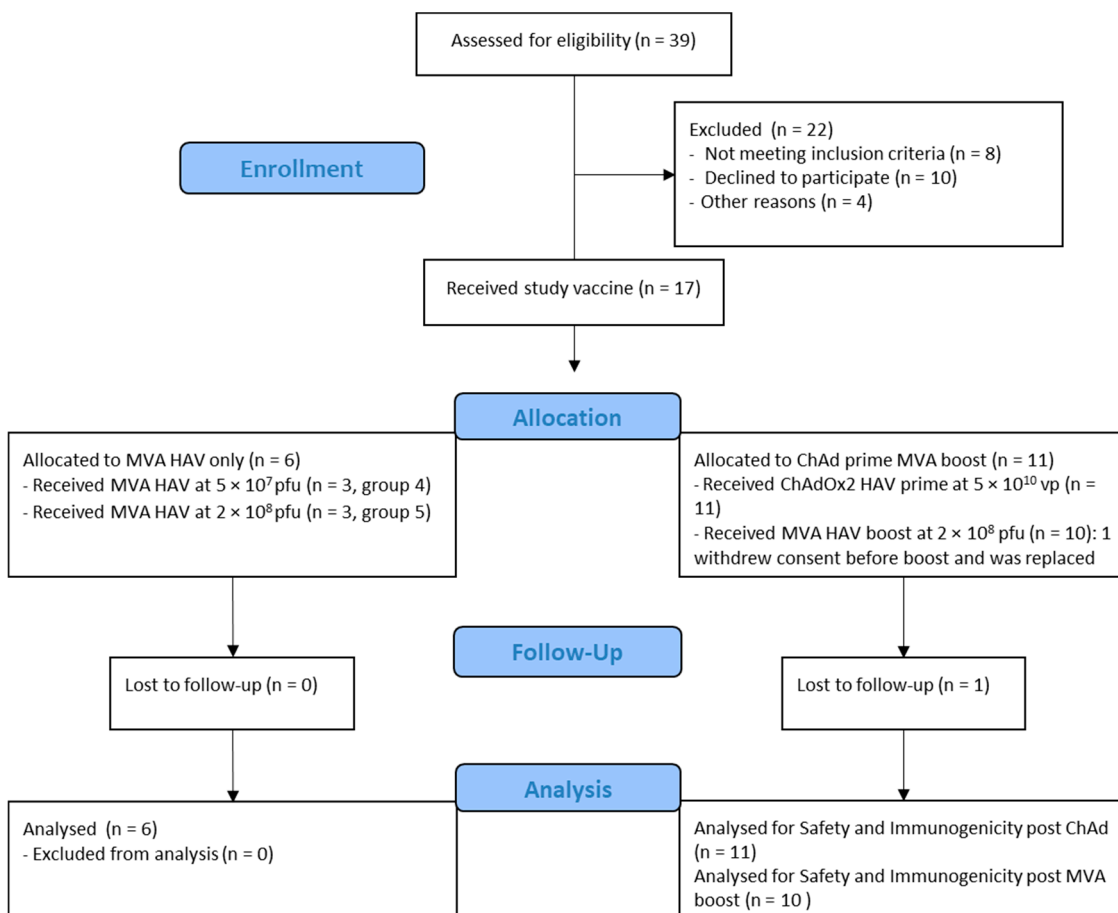 Assessed for eligibility (n = 39)
Enrollment
Excluded (n = 22)
- Not meeting inclusion criteria (n = 8)
- Declined to participate (n = 10)
- Other reasons (n = 4)
Received study vaccine (n = 17)
Allocation
Allocated to MVA HAV only (n = 6)
- Received MVA HAV at 5 × 10⁷ pfu (n = 3, group 4)
- Received MVA HAV at 2 × 10⁸ pfu (n = 3, group 5)
Allocated to ChAd prime MVA boost (n = 11)
- Received ChAdOx2 HAV prime at 5 × 10¹⁰ vp (n =
11)
- Received MVA HAV boost at 2 × 10⁸ pfu (n = 10): 1
withdrew consent before boost and was replaced
Follow-Up
Lost to follow-up (n = 0)
Lost to follow-up (n = 1)
Analysis
Analysed (n = 6)
- Excluded from analysis (n = 0)
Analysed for Safety and Immunogenicity post ChAd
(n = 11)
Analysed for Safety and Immunogenicity post MVA
boost (n = 10 )